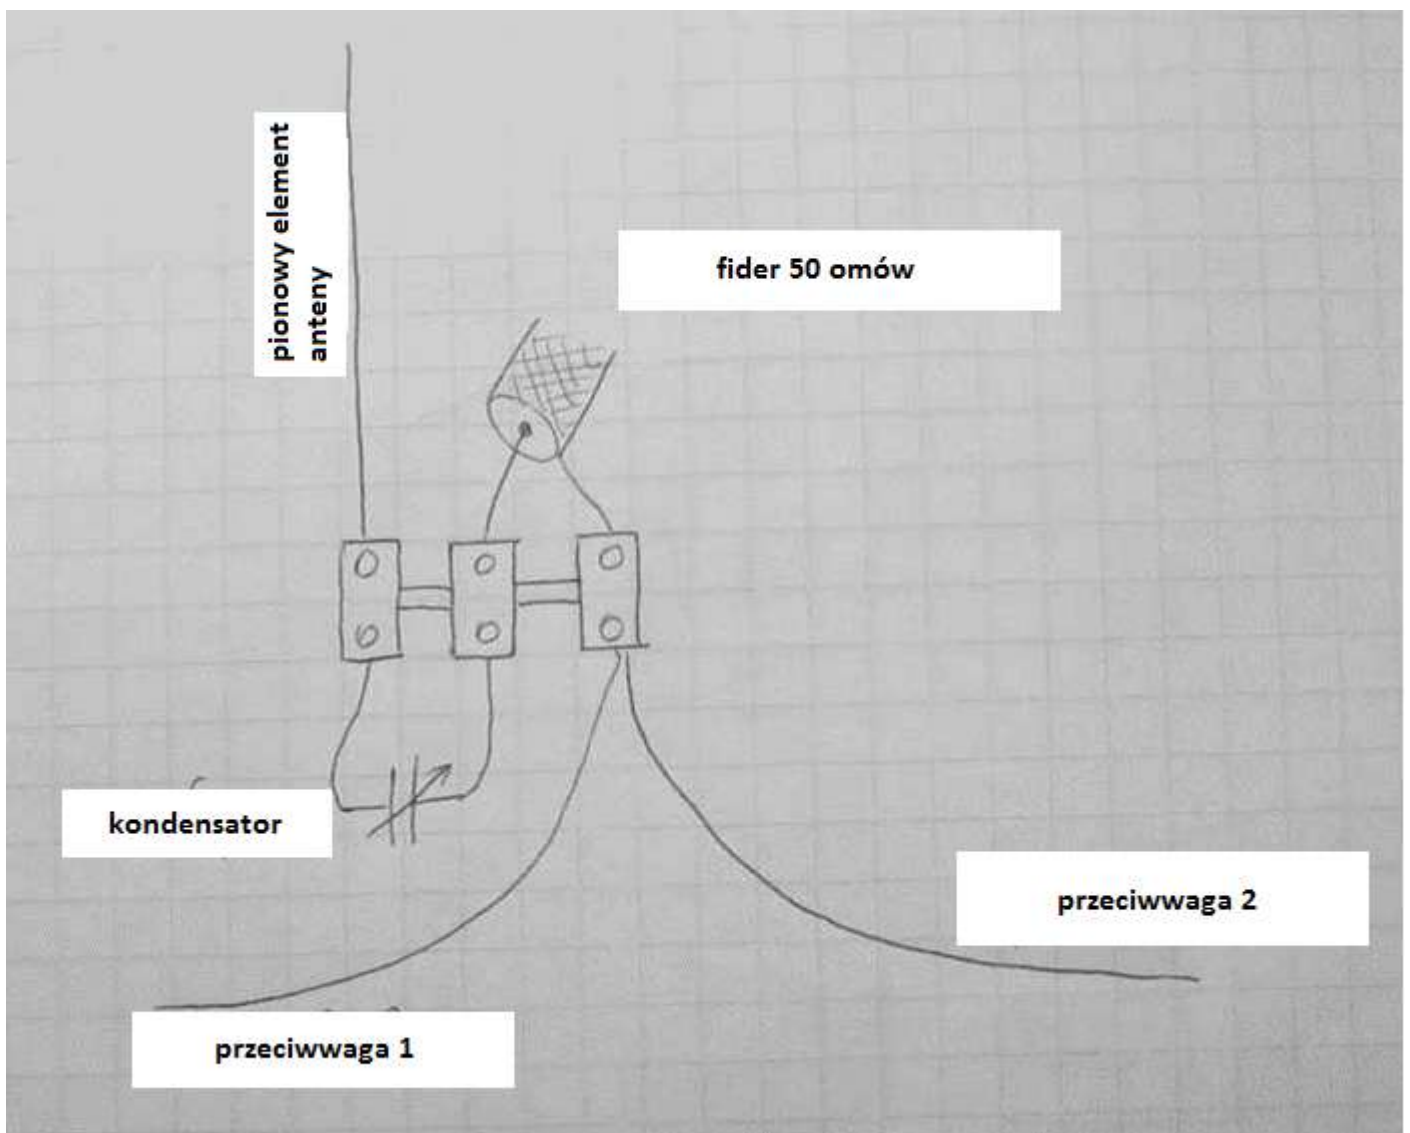 pionowy element
anteny
fider 50 omów
kondensator
przeciwwaga 2
przeciwwaga 1